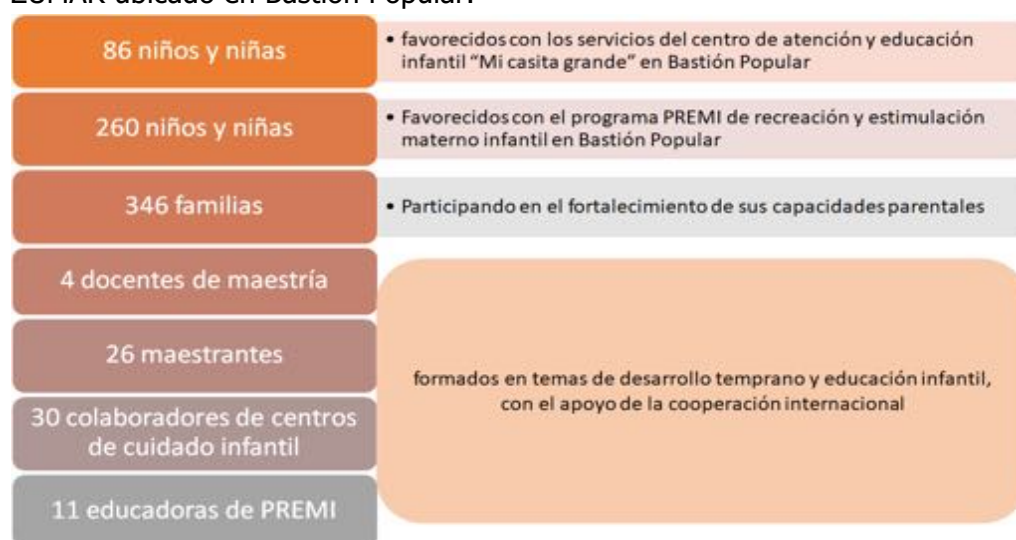 ZUMAR ubicado en Bastión Popular.
86 niños y niñas
• favorecidos con los servicios del centro de atención y educación
infantil “Mi casita grande” en Bastión Popular
260 niños y niñas
• Favorecidos con el programa PREMI de recreación y estimulación
materno infantil en Bastión Popular
346 familias
• Participando en el fortalecimiento de sus capacidades parentales
4 docentes de maestría
26 maestrantes
30 colaboradores de centros
de cuidado infantil
11 educadoras de PREMI
formados en temas de desarrollo temprano y educación infantil,
con el apoyo de la cooperación internacional